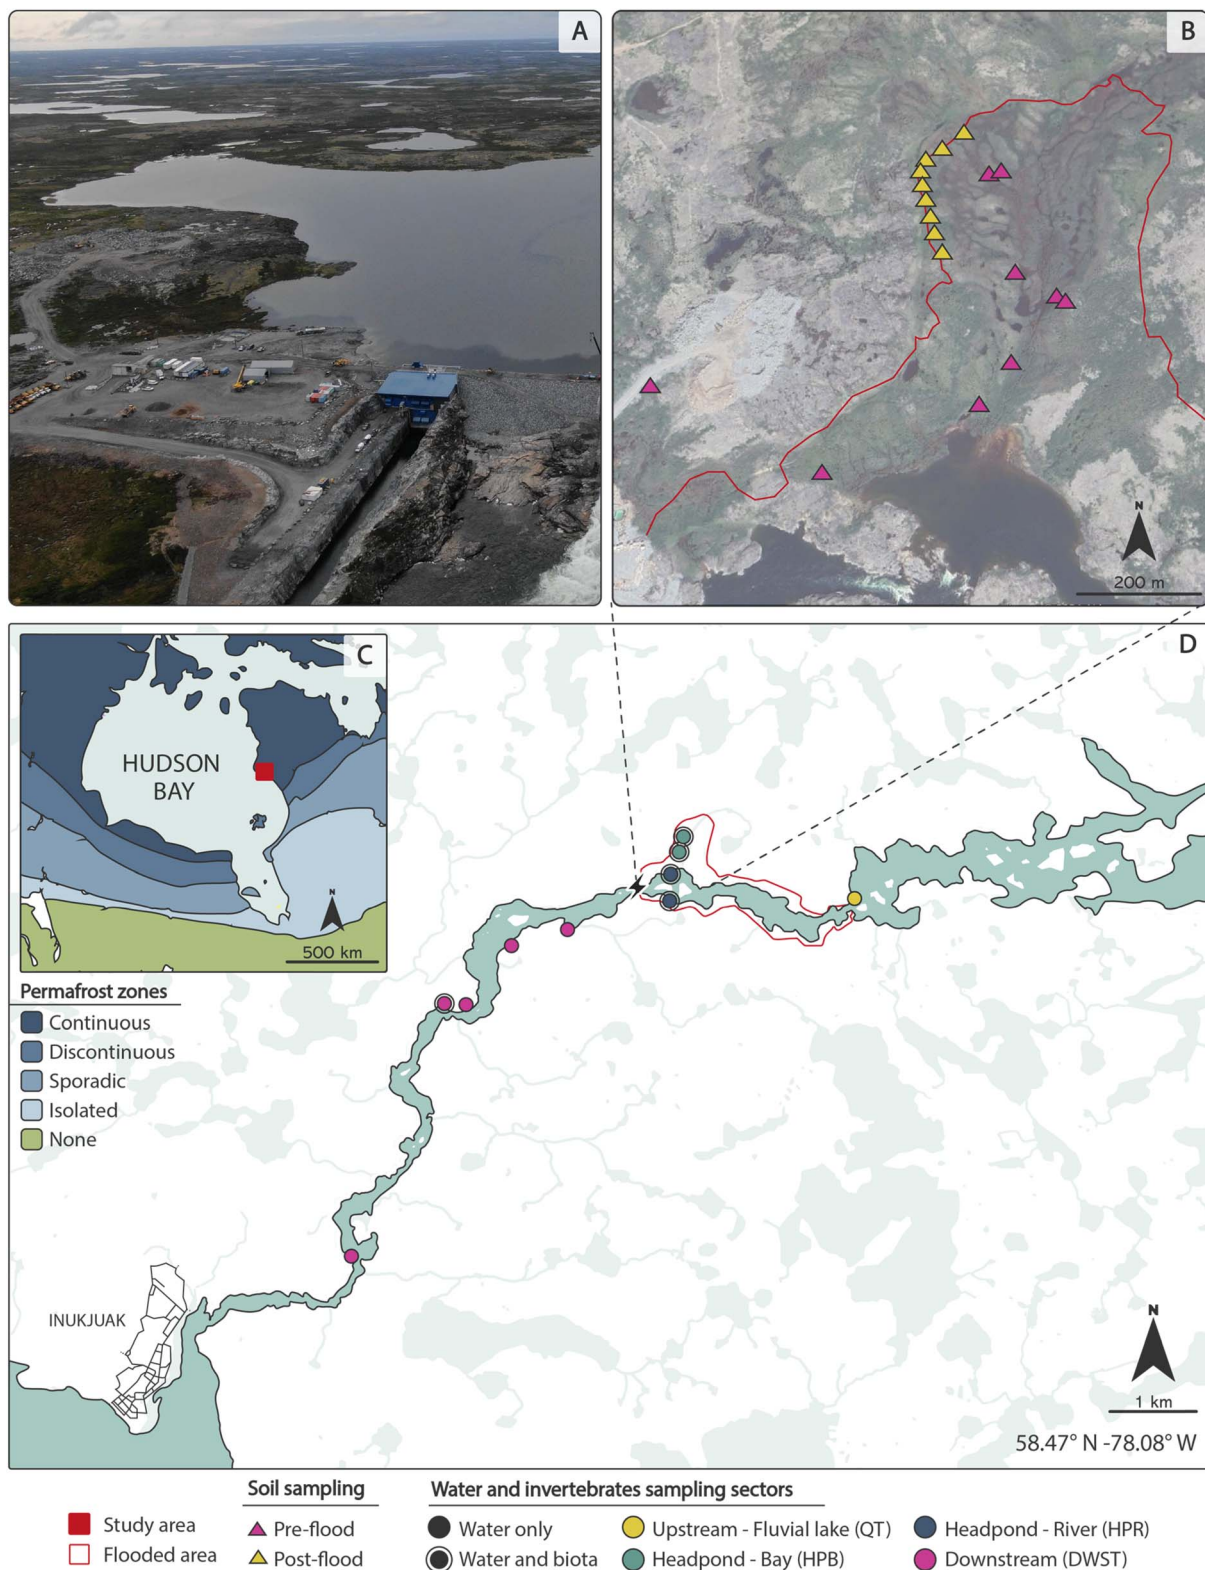 A
B
N
200 m
C
HUDSON
BAY
N
500 km
D
Permafrost zones
Continuous
Discontinuous
Sporadic
Isolated
None
INUKJUAK
N
1 km
58.47° N -78.08° W
Soil sampling
Water and invertebrates sampling sectors
Study area
Pre-flood
Water only
Upstream - Fluvial lake (QT)
Headpond - River (HPR)
Flooded area
Post-flood
Water and biota
Headpond - Bay (HPB)
Downstream (DWST)